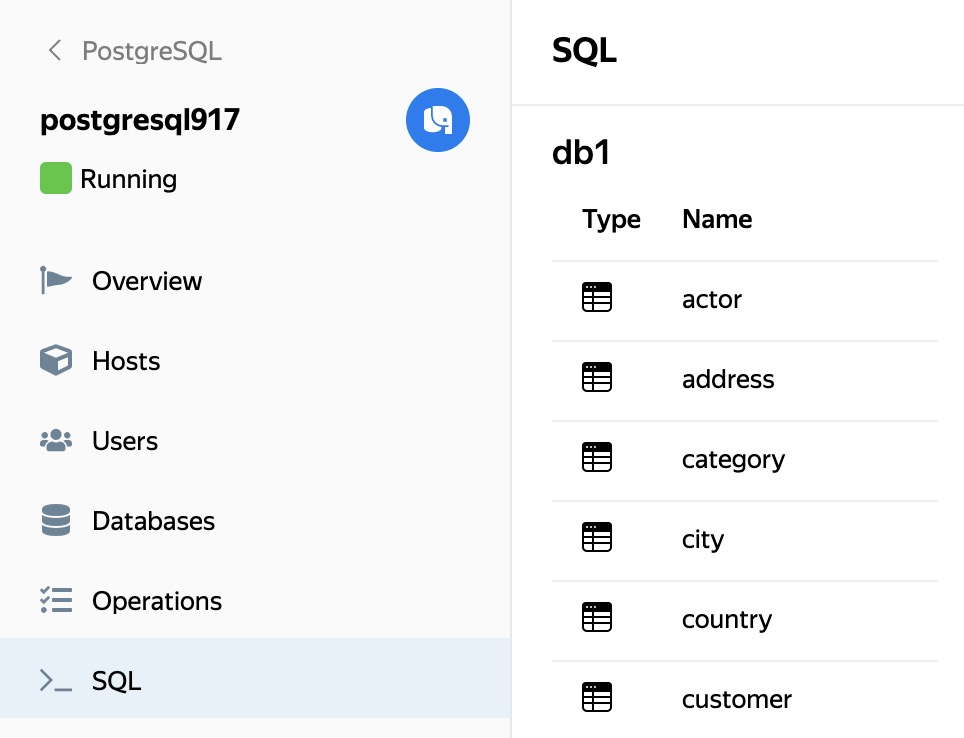 PostgreSQL
postgresql917
Running
Overview
Hosts
Users
Databases
Operations
SQL
SQL
db1
Type Name
actor
address
category
city
country
customer